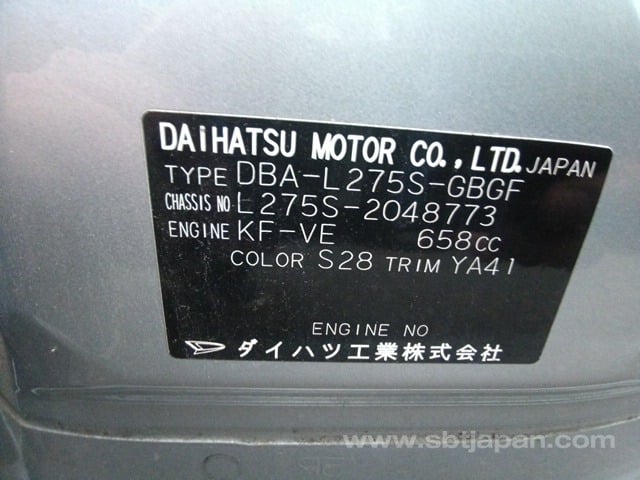 DAIHATSU MOTOR CO., LTD. JAPAN
TYPE DBA-L275S-GBGF
CHASSIS NO L275S-2048773
ENGINE KF-VE 658CC
COLOR S28 TRIM YA41
ENGINE NO
ダイハツ工業株式会社
www.sbtjapan.com